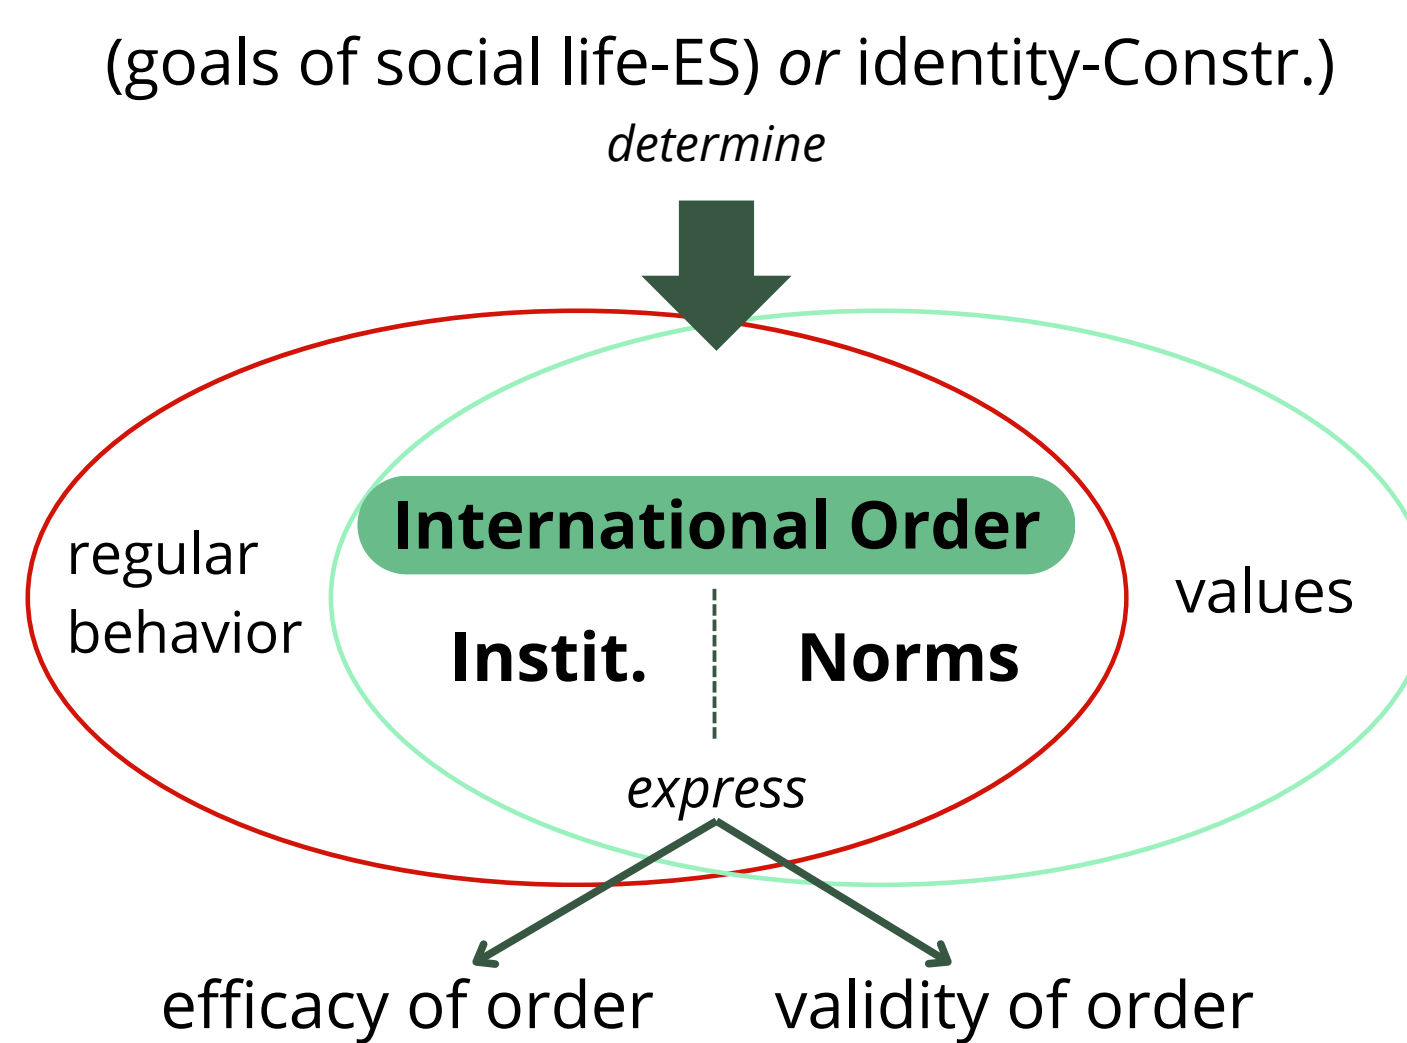 (goals of social life-ES) or identity-Constr.)
determine
International Order
regular
behavior
values
Instit.
Norms
express
efficacy of order
validity of order